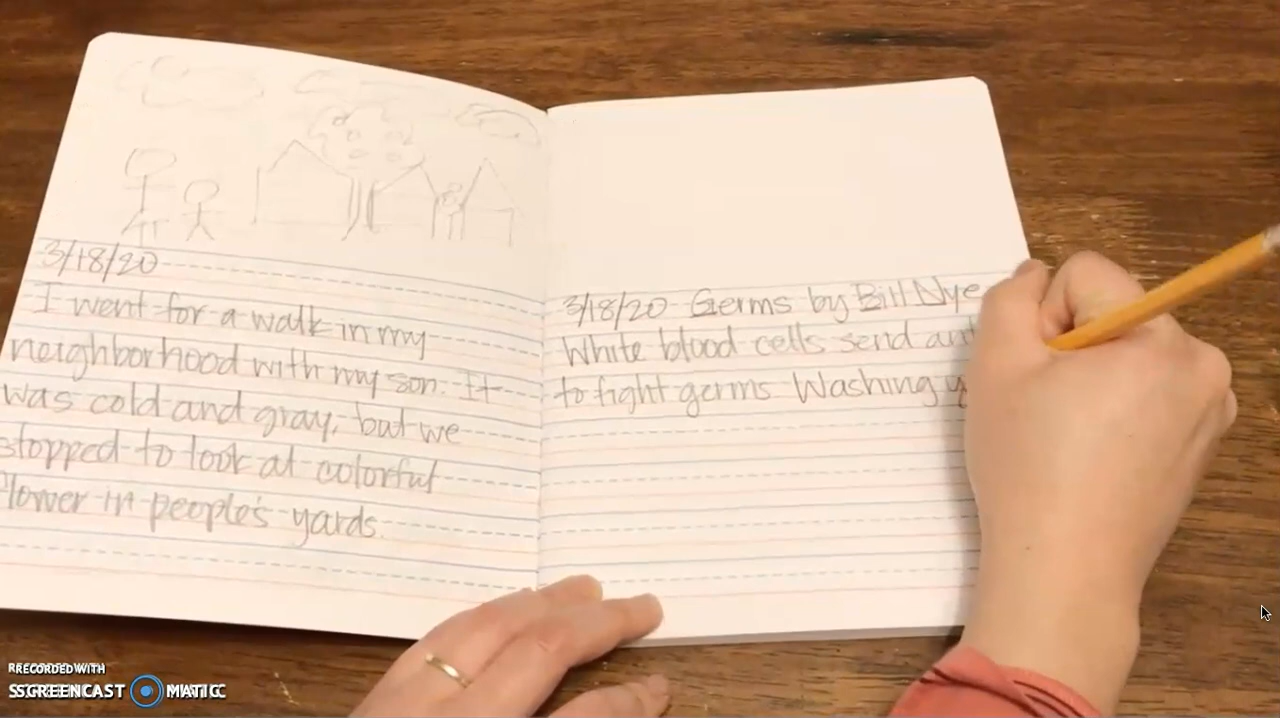 3/18/20
I went for a walk in my
neighborhood with my son. It
was cold and gray, but we
stopped to look at colorful
flower in people's yards.
3/18/20 Germs by Bill Nye
White blood cells send ant
to fight germs Washing y
RECORDED WITH
SCREENCAST MATIC